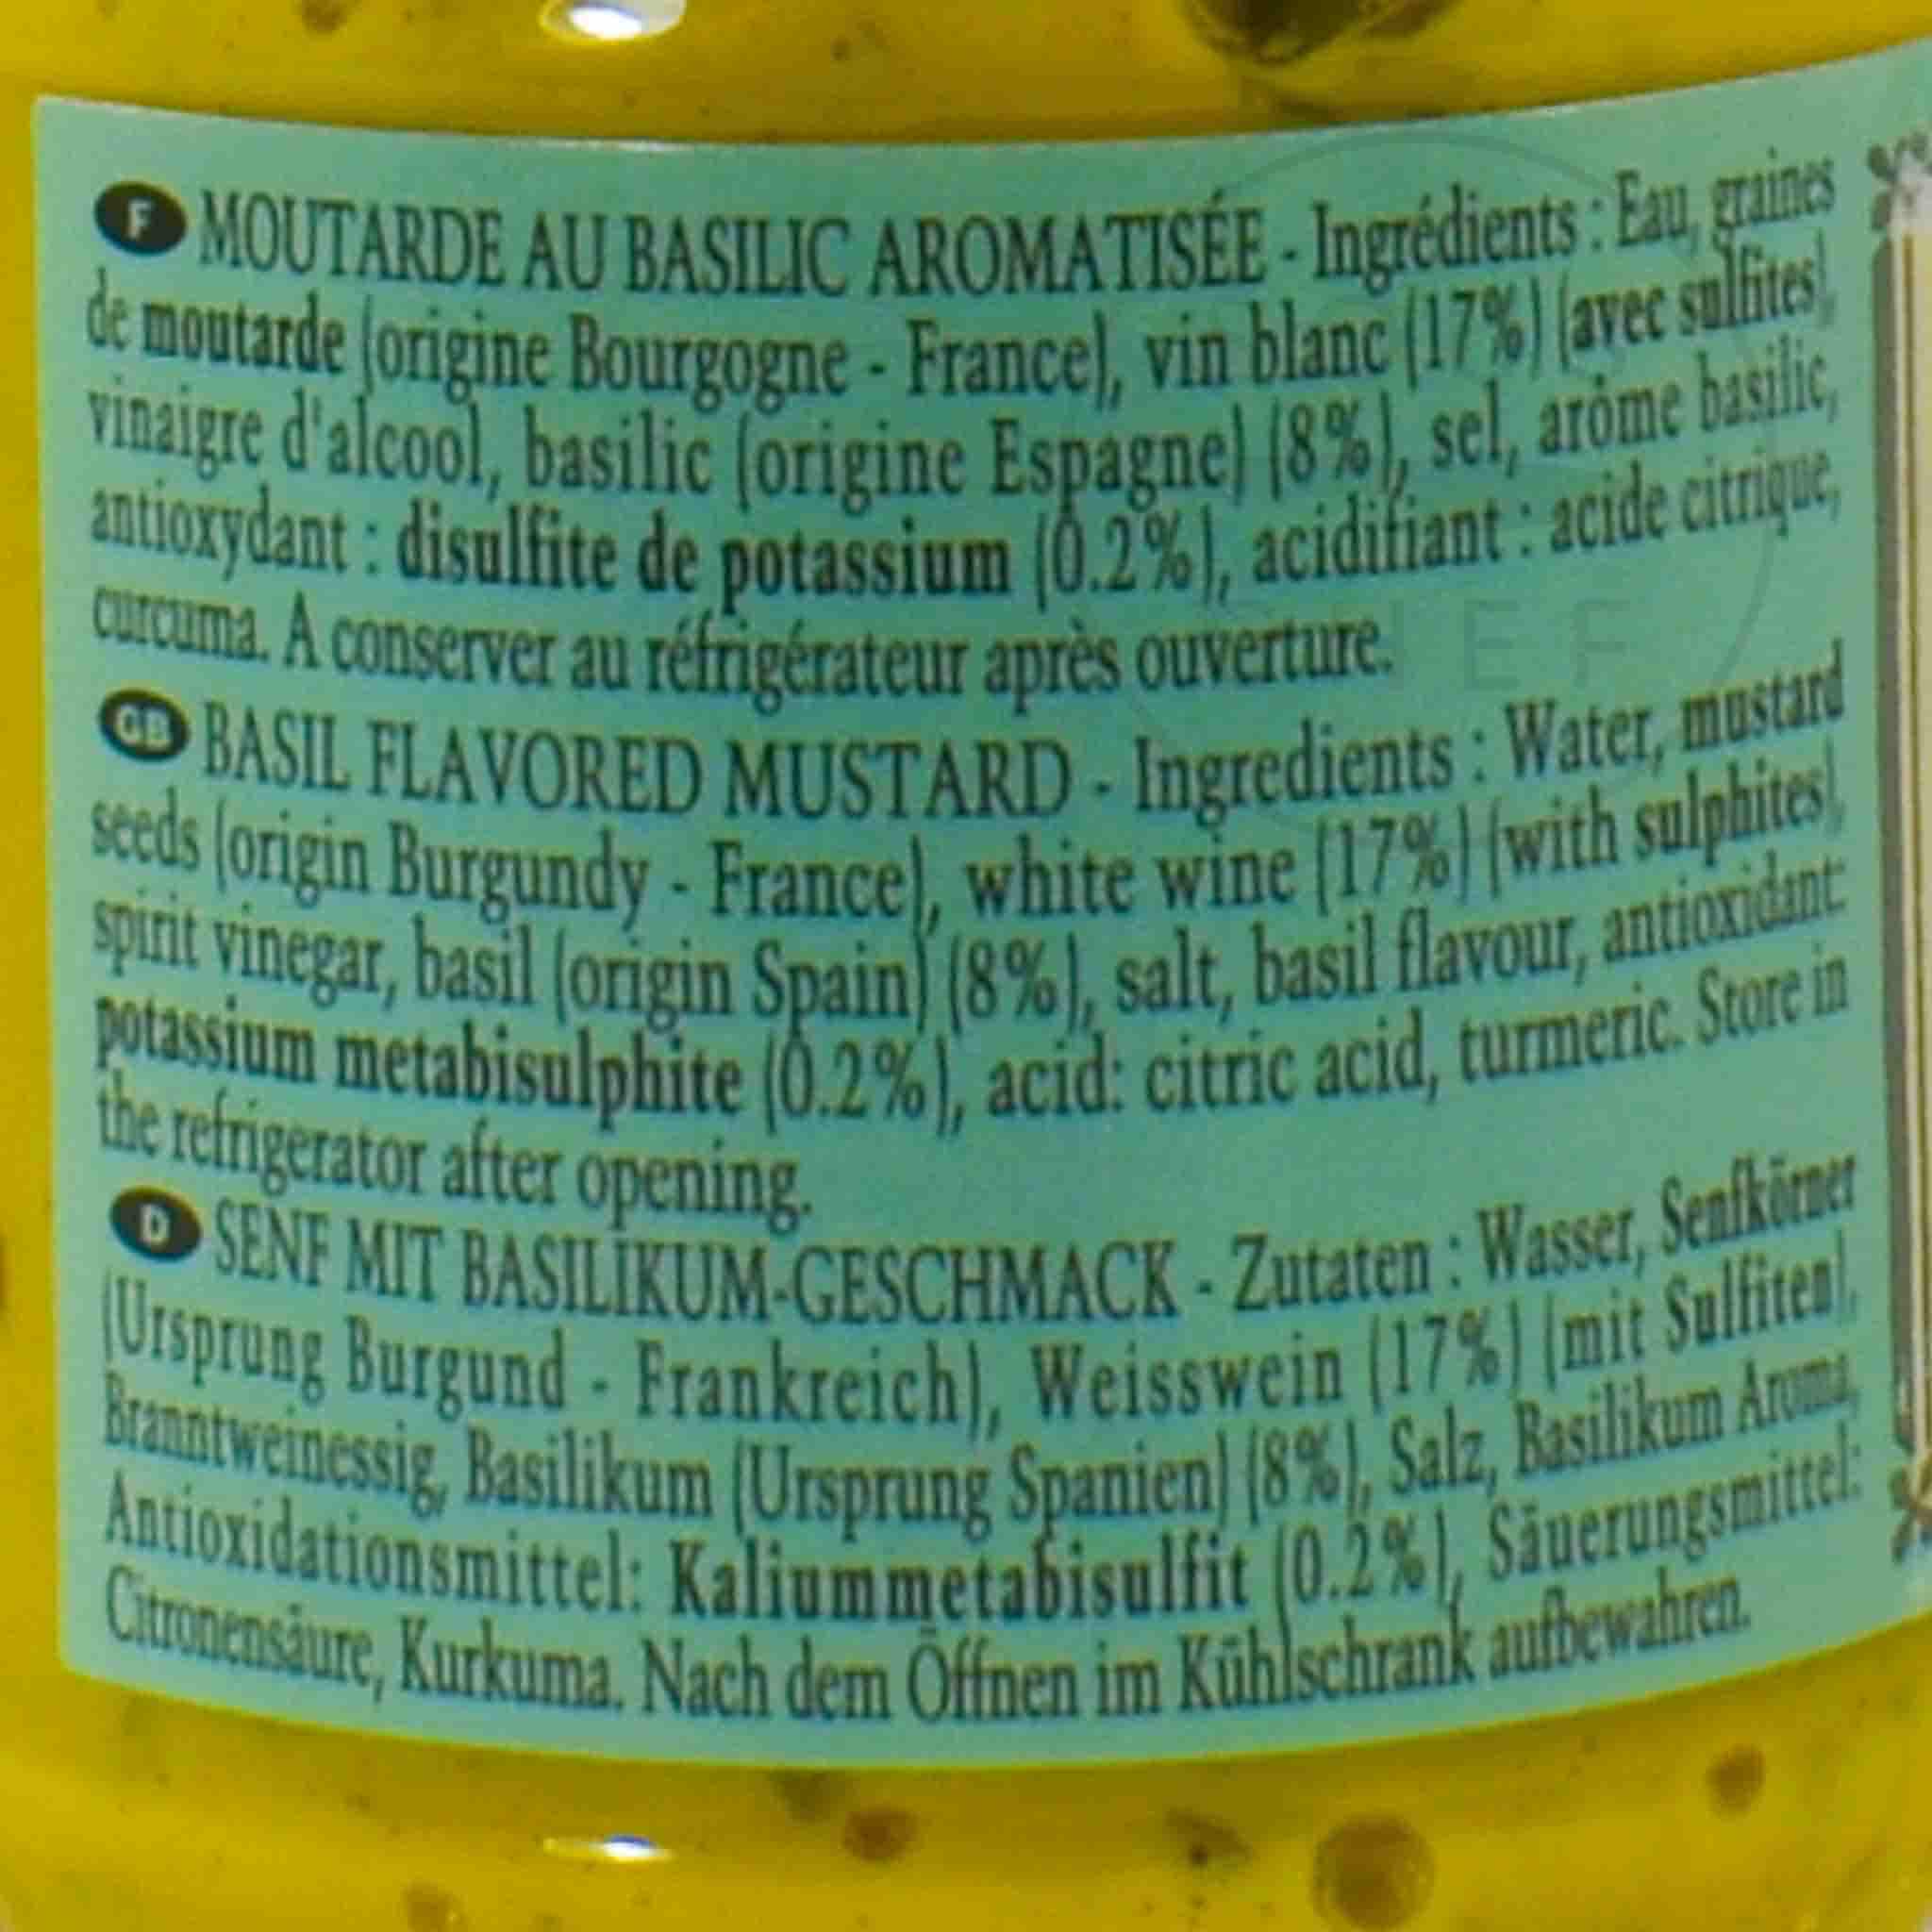 F MOUTARDE AU BASILIC AROMATISÉE - Ingrédients : Eau, graines
de moutarde (origine Bourgogne - France), vin blanc (17%) (avec sulfites),
vinaigre d'alcool, basilic (origine Espagne) (8%), sel, arôme basilic,
antioxydant : disulfite de potassium (0.2%), acidifiant : acide citrique,
curcuma. A conserver au réfrigérateur après ouverture.
GB BASIL FLAVORED MUSTARD - Ingredients : Water, mustard
seeds (origin Burgundy - France), white wine (17%) (with sulphites),
spirit vinegar, basil (origin Spain) (8%), salt, basil flavour, antioxidant:
potassium metabisulphite (0.2%), acid: citric acid, turmeric. Store in
the refrigerator after opening.
D SENF MIT BASILIKUM-GESCHMACK - Zutaten : Wasser, Senfkörner
(Ursprung Burgund - Frankreich), Weisswein (17%) (mit Sulfiten),
Branntweinessig, Basilikum (Ursprung Spanien) (8%), Salz, Basilikum Aroma,
Antioxidationsmittel: Kaliummetabisulfit (0.2%), Säuerungsmittel:
Citronensäure, Kurkuma. Nach dem Öffnen im Kühlschrank aufbewahren.